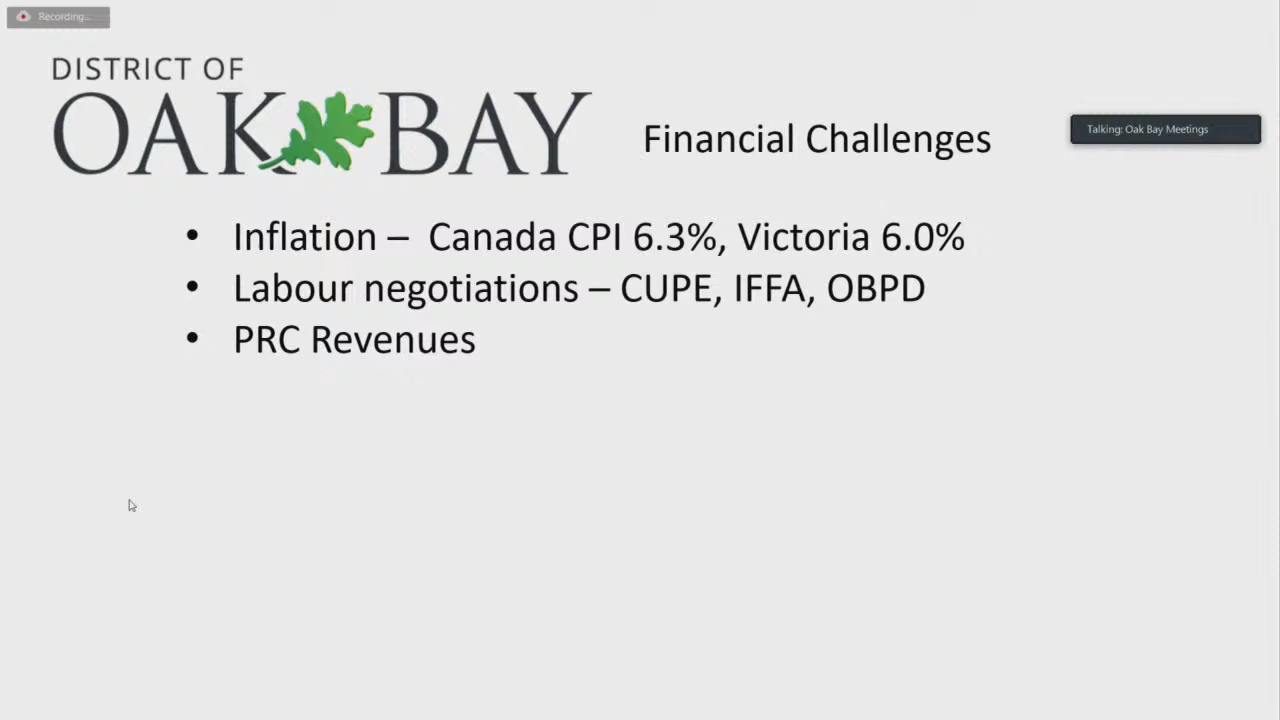 Recording...
DISTRICT OF
OAK BAY
Financial Challenges
Talking: Oak Bay Meetings
• Inflation – Canada CPI 6.3%, Victoria 6.0%
• Labour negotiations – CUPE, IFFA, OBPD
• PRC Revenues